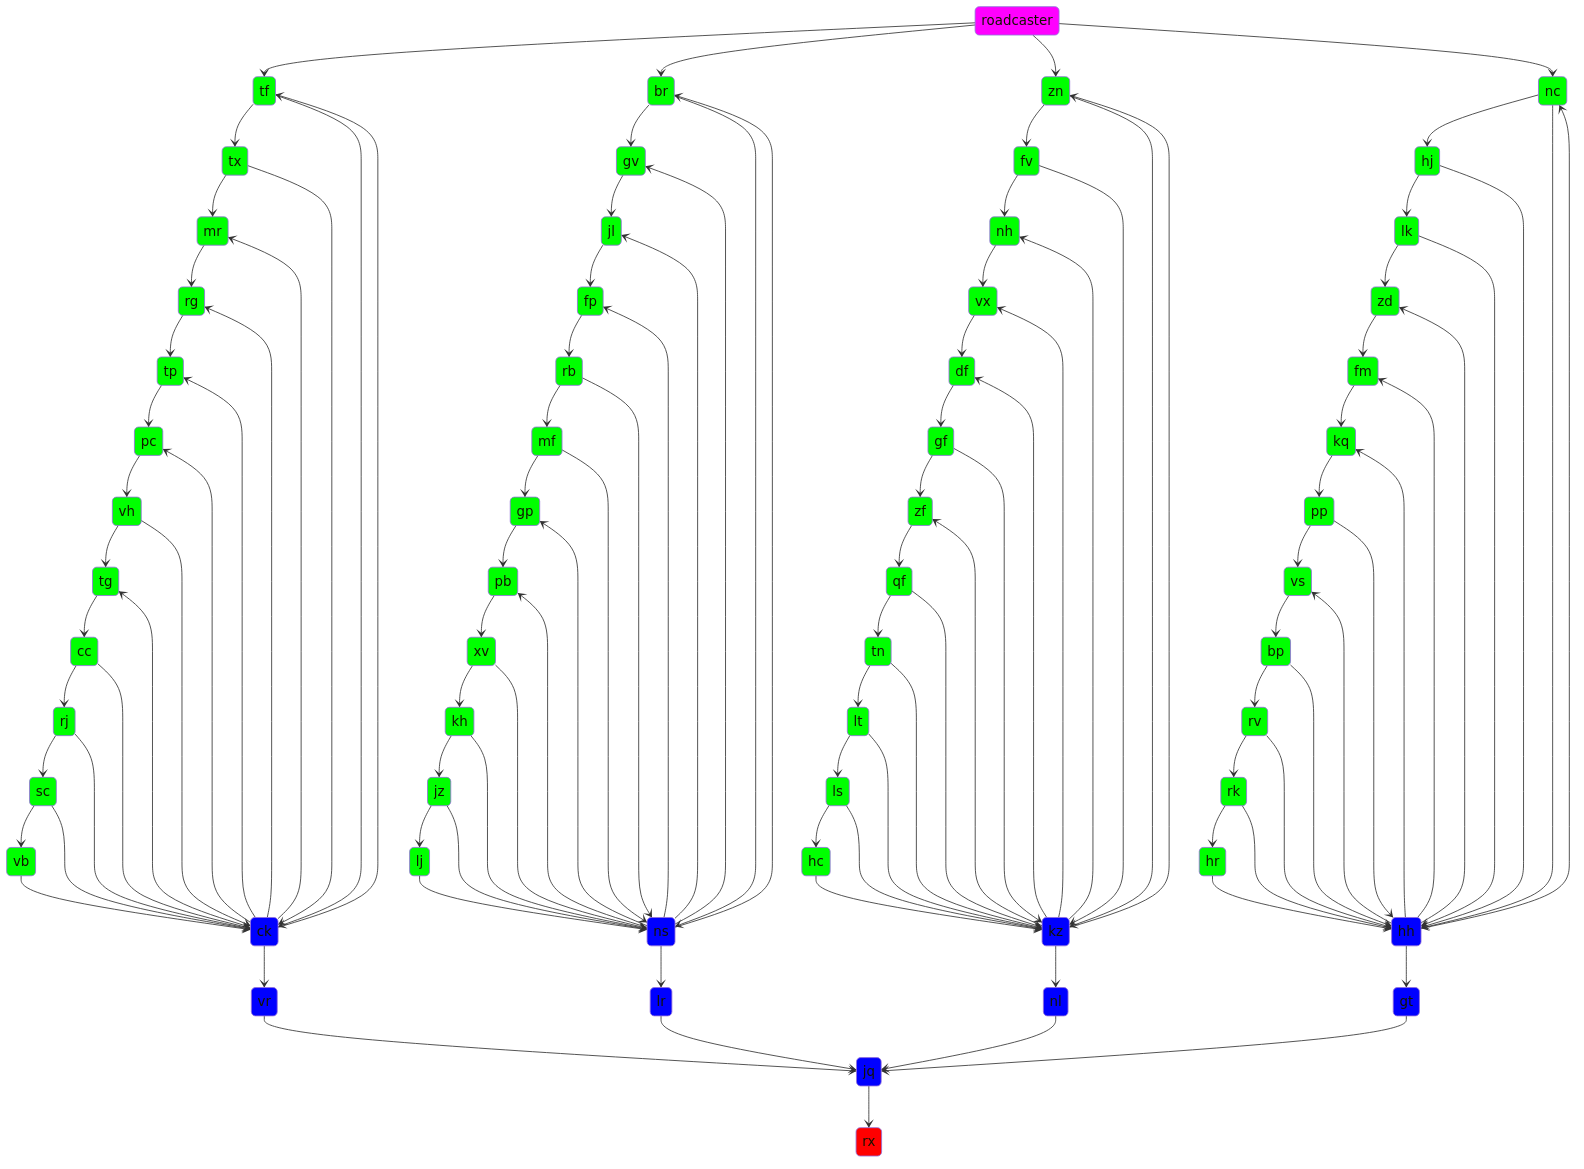 roadcaster
tf br zn nc
tx gv fv hj
mr jl nh lk
rg fp vx zd
tp rb df fm
pc mf gf kq
vh gp zf pp
tg pb qf vs
cc xv tn bp
rj kh lt rv
sc jz ls rk
vb lj hc hr
ck ns kz hh
vr lr nl gt
jq
rx